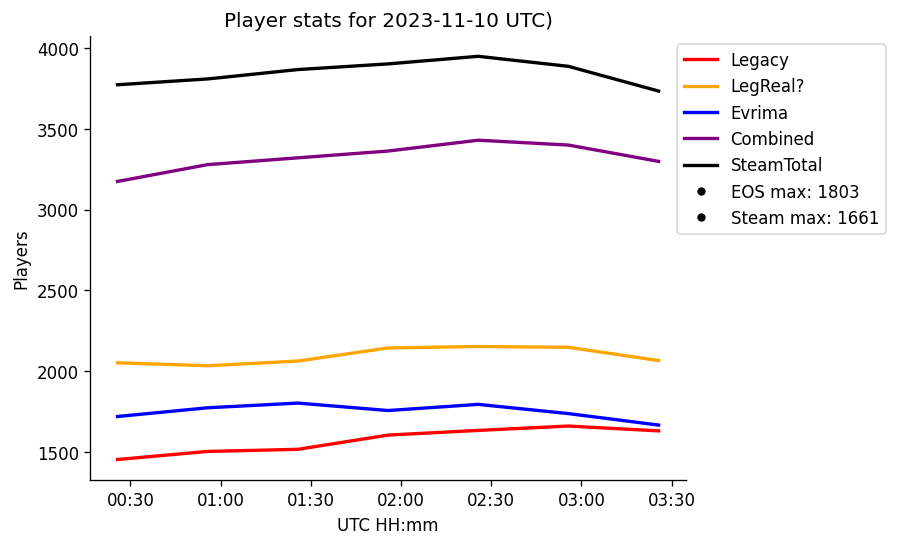 Player stats for 2023-11-10 UTC)
4000
3500
3000
2500
2000
1500
Players
00:30 01:00 01:30 02:00 02:30 03:00 03:30
UTC HH:mm
Legacy
LegReal?
Evrima
Combined
SteamTotal
EOS max: 1803
Steam max: 1661